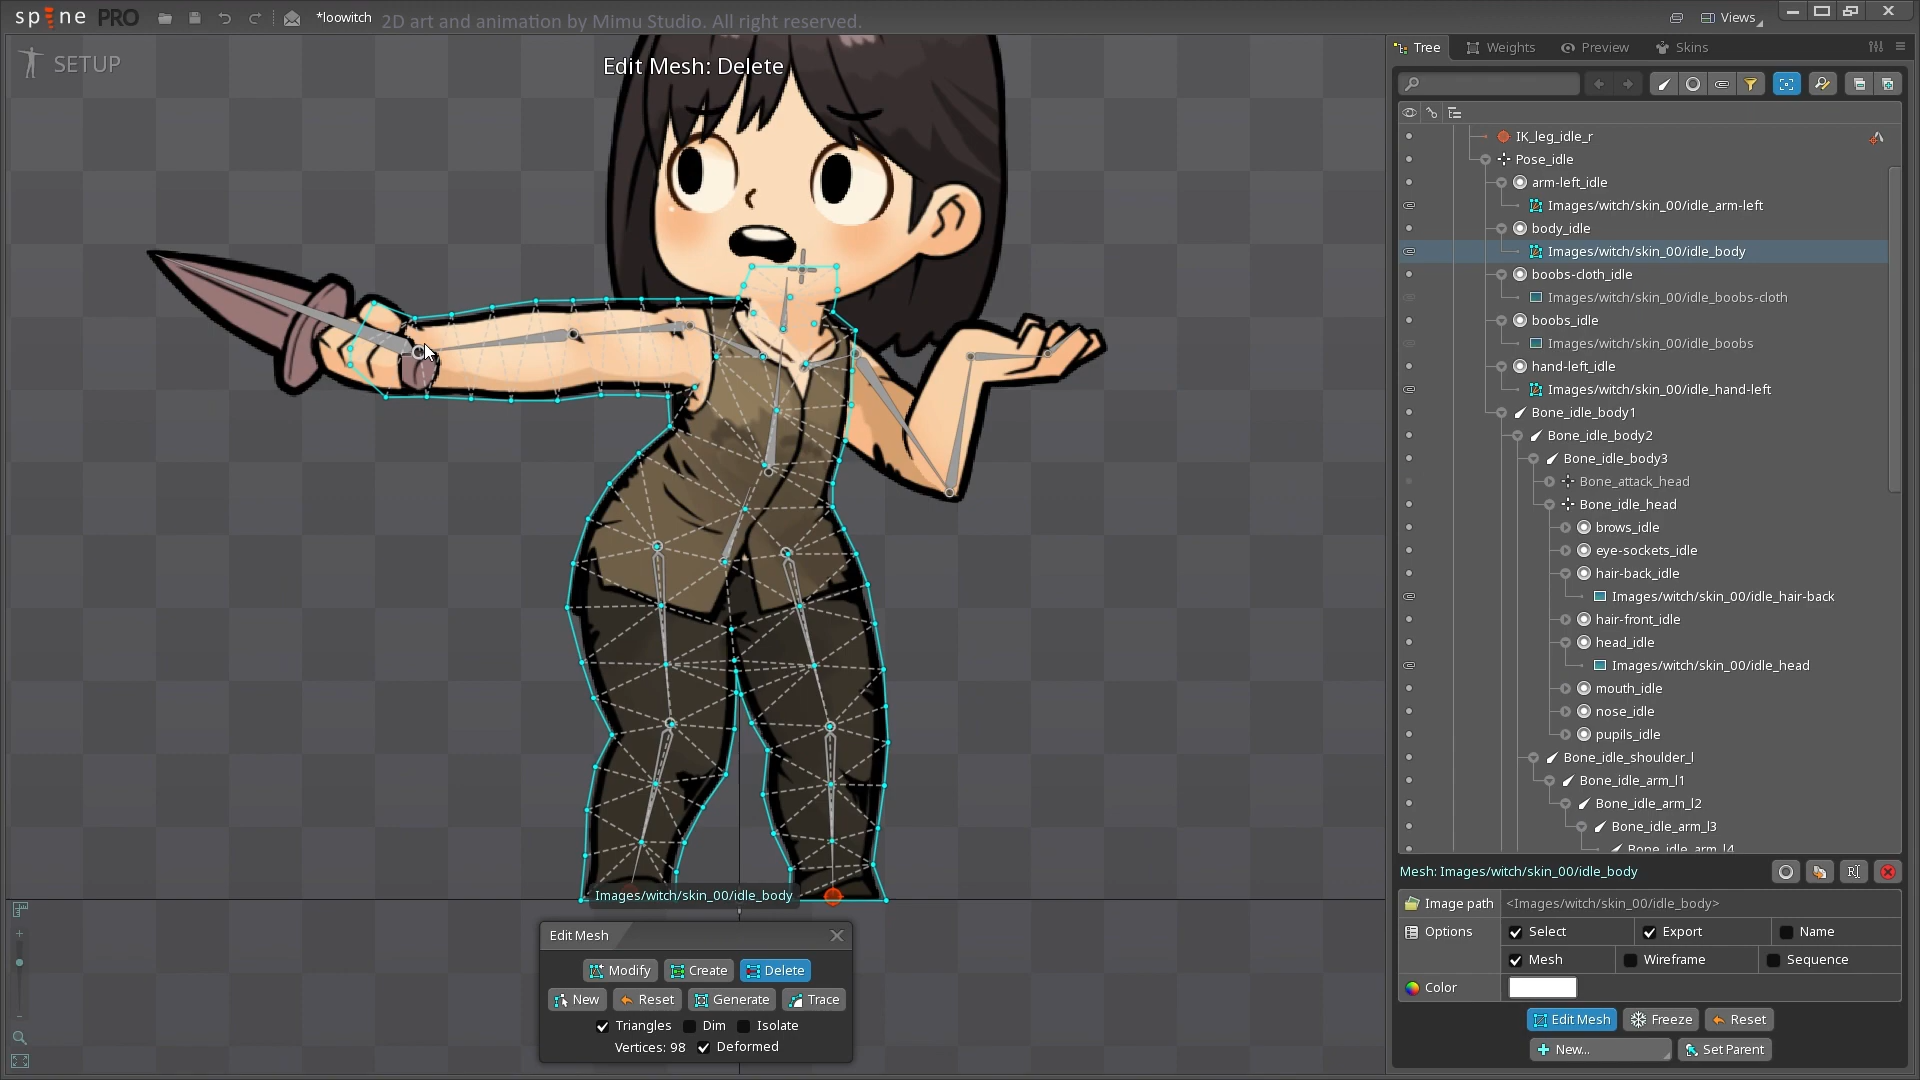 spine PRO
*loowitch
2D art and animation by Mimu Studio. All right reserved.
Views
SETUP
Edit Mesh: Delete
Tree
Weights
Preview
Skins
IK_leg_idle_r
Pose_idle
arm-left_idle
Images/witch/skin_00/idle_arm-left
body_idle
Images/witch/skin_00/idle_body
boobs-cloth_idle
Images/witch/skin_00/idle_boobs-cloth
boobs_idle
Images/witch/skin_00/idle_boobs
hand-left_idle
Images/witch/skin_00/idle_hand-left
Bone_idle_body1
Bone_idle_body2
Bone_idle_body3
Bone_attack_head
Bone_idle_head
brows_idle
eye-sockets_idle
hair-back_idle
Images/witch/skin_00/idle_hair-back
hair-front_idle
head_idle
Images/witch/skin_00/idle_head
mouth_idle
nose_idle
pupils_idle
Bone_idle_shoulder_l
Bone_idle_arm_l1
Bone_idle_arm_l2
Bone_idle_arm_l3
Bone_idle_arm_l4
Mesh: Images/witch/skin_00/idle_body
Image path <Images/witch/skin_00/idle_body>
Options Select Export Name
Mesh Wireframe Sequence
Color
Edit Mesh Freeze Reset
New... Set Parent
Images/witch/skin_00/idle_body
Edit Mesh
Modify Create Delete
New Reset Generate Trace
Triangles Dim Isolate
Vertices: 98 Deformed